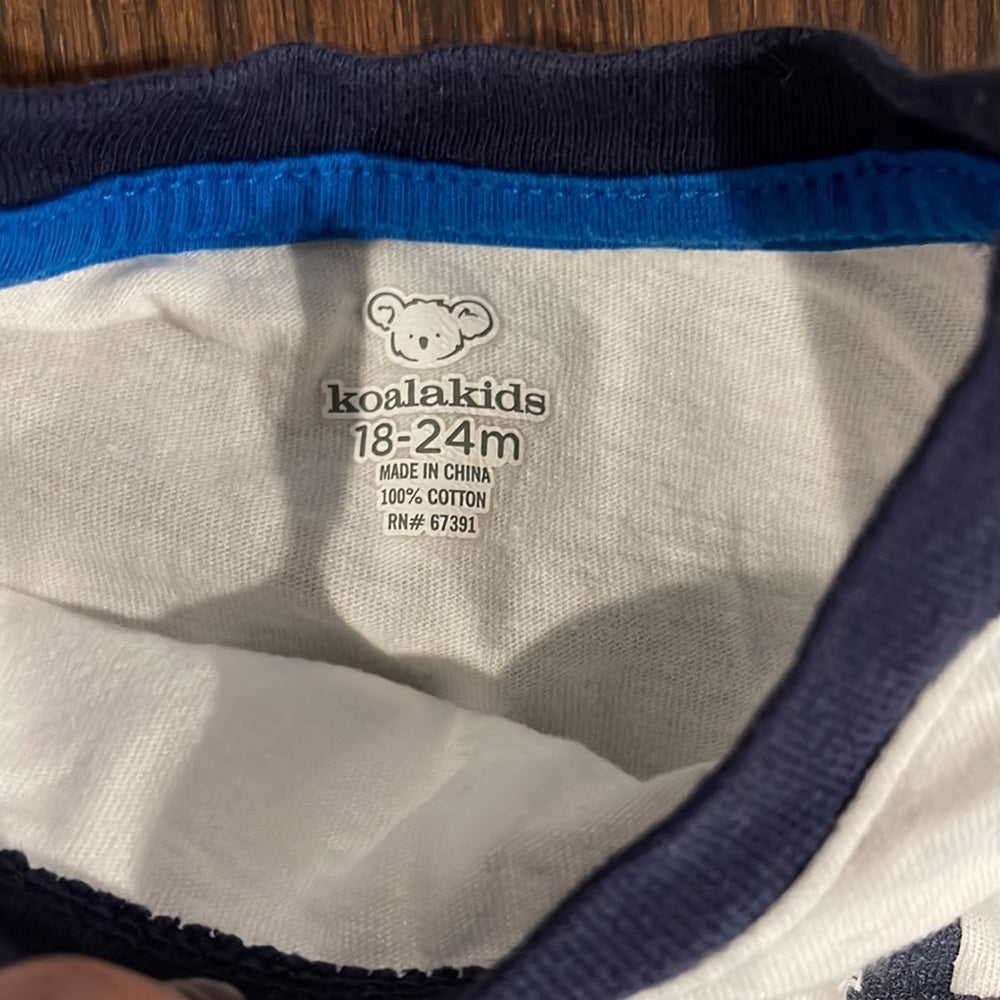 koalakids
18-24m
MADE IN CHINA
100% COTTON
RN# 67391